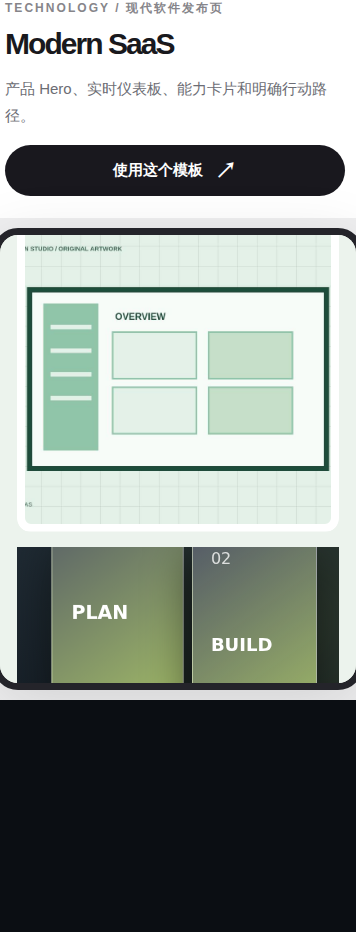 TECHNOLOGY / 现代软件发布页
Modern SaaS
产品 Hero、实时仪表板、能力卡片和明确行动路
径。
使用这个模板 ↗
N STUDIO / ORIGINAL ARTWORK
OVERVIEW
AS
02
PLAN
BUILD